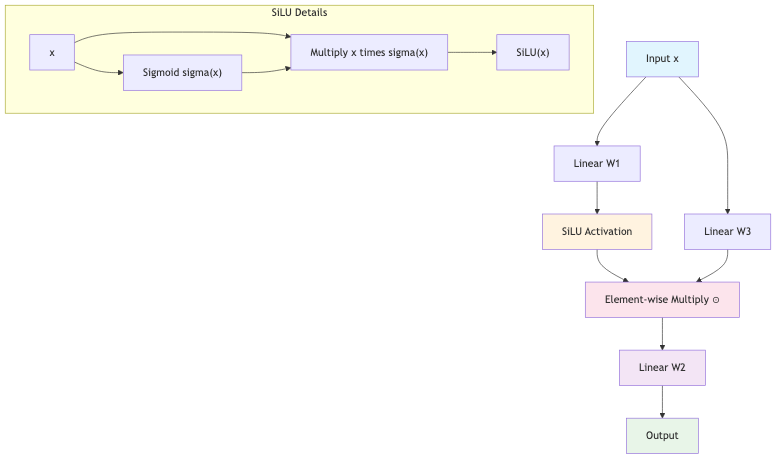 SiLU Details
x
Sigmoid sigma(x)
Multiply x times sigma(x)
SiLU(x)
Input x
Linear W1
SiLU Activation
Linear W3
Element-wise Multiply ⊙
Linear W2
Output